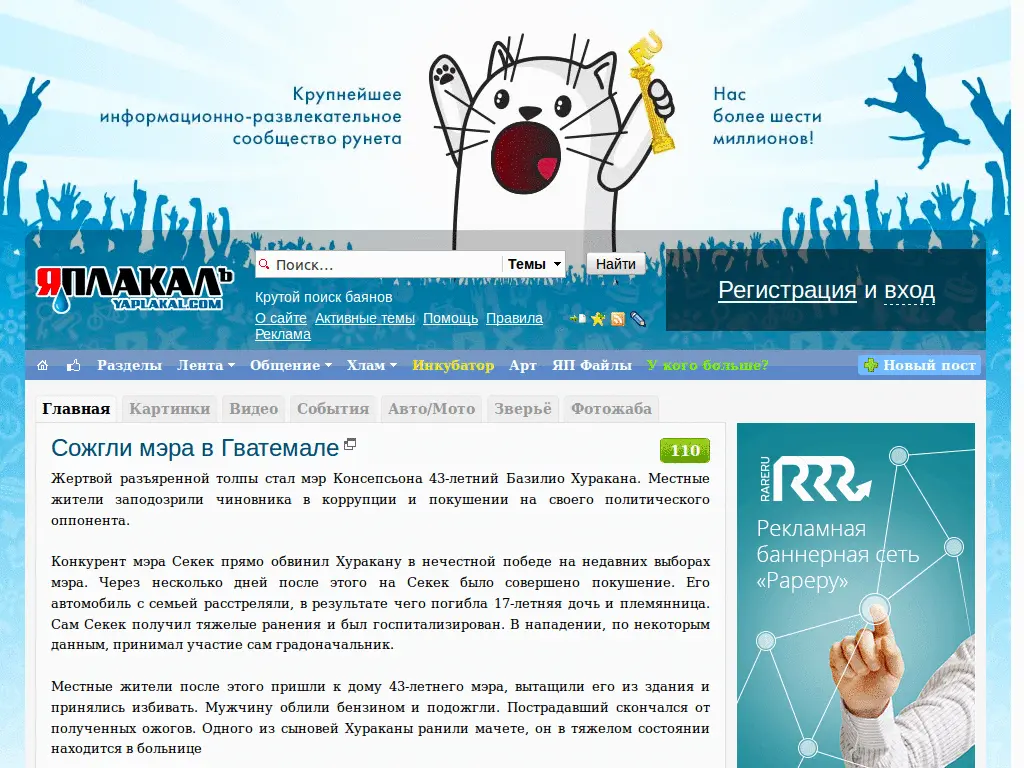 Крупнейшее
информационно-развлекательное
сообщество рунета
Нас
более шести
миллионов!
RU
ЯПЛАКАЛЪ
YAPLAKAL.COM
Поиск...
Темы
Найти
Крутой поиск баянов
О сайте Активные темы Помощь Правила
Реклама
Регистрация и вход
Разделы Лента Общение Хлам Инкубатор Арт ЯП Файлы У кого больше? Новый пост
Главная Картинки Видео События Авто/Мото Зверьё Фотожаба
Сожгли мэра в Гватемале
110
Жертвой разъяренной толпы стал мэр Консепсьона 43-летний Базилио Хуракана. Местные
жители заподозрили чиновника в коррупции и покушении на своего политического
оппонента.
Конкурент мэра Секек прямо обвинил Хуракану в нечестной победе на недавних выборах
мэра. Через несколько дней после этого на Секек было совершено покушение. Его
автомобиль с семьей расстреляли, в результате чего погибла 17-летняя дочь и племянница.
Сам Секек получил тяжелые ранения и был госпитализирован. В нападении, по некоторым
данным, принимал участие сам градоначальник.
Местные жители после этого пришли к дому 43-летнего мэра, вытащили его из здания и
принялись избивать. Мужчину облили бензином и подожгли. Пострадавший скончался от
полученных ожогов. Одного из сыновей Хураканы ранили мачете, он в тяжелом состоянии
находится в больнице
RARERU
RRR
Рекламная
баннерная сеть
«Рареру»